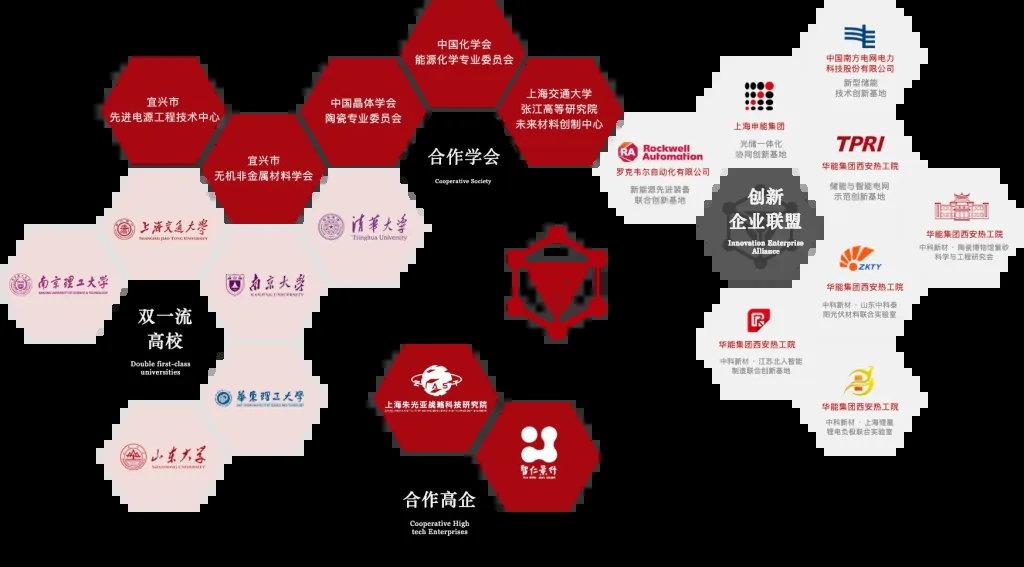 中国化学会
能源化学专业委员会
宜兴市
先进电源工程技术中心
中国晶体学会
陶瓷专业委员会
上海交通大学
张江高等研究院
未来材料创制中心
宜兴市
无机非金属材料学会
合作学会
Cooperative Society
中国南方电网电力
科技股份有限公司
新型储能
技术创新基地
上海申能集团
光储一体化
协同创新基地
RA
Rockwell
Automation
罗克韦尔自动化有限公司
新能源先进装备
联合创新基地
TPRI
华能集团西安热工院
储能与智能电网
示范创新基地
创新
企业联盟
Innovation Enterprise
Alliance
华能集团西安热工院
中科新材 · 陶瓷博物馆紫砂
科学与工程研究会
ZKTY
华能集团西安热工院
中科新材 · 山东中科泰
阳光伏材料联合实验室
华能集团西安热工院
中科新材 · 江苏北人智能
制造联合创新基地
华能集团西安热工院
中科新材 · 上海锂
锂电负极联合实验室
上海交通大学
SHANGHAI JIAO TONG UNIVERSITY
清華大学
Tsinghua University
南京理工大学
NANJING UNIVERSITY OF SCIENCE & TECHNOLOGY
南京大学
NANJING UNIVERSITY
双一流
高校
Double first-class
universities
華東理工大学
山东大学
SHANDONG UNIVERSITY
上海朱光亚战略科技研究院
智仁景行
合作高企
Cooperative High
tech Enterprises